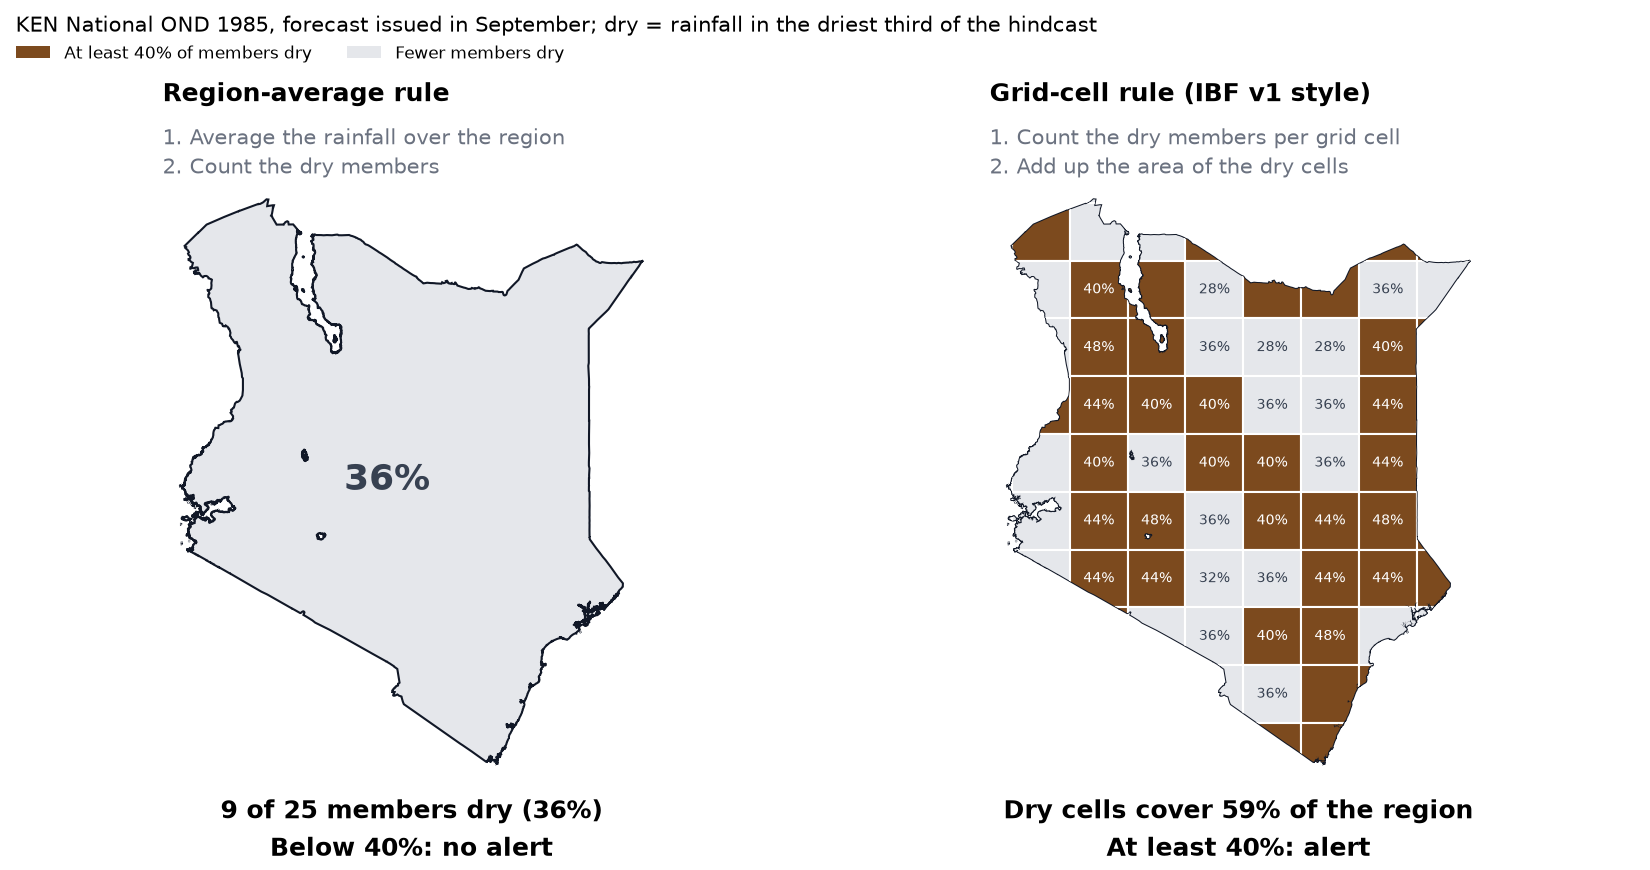 KEN National OND 1985, forecast issued in September; dry = rainfall in the driest third of the hindcast
At least 40% of members dry
Fewer members dry
Region-average rule
1. Average the rainfall over the region
2. Count the dry members
36%
9 of 25 members dry (36%)
Below 40%: no alert
Grid-cell rule (IBF v1 style)
1. Count the dry members per grid cell
2. Add up the area of the dry cells
40% 28% 36%
48% 36% 28% 28% 40%
44% 40% 40% 36% 36% 44%
40% 36% 40% 40% 36% 44%
44% 48% 36% 40% 44% 48%
44% 44% 32% 36% 44% 44%
36% 40% 48%
36%
Dry cells cover 59% of the region
At least 40%: alert